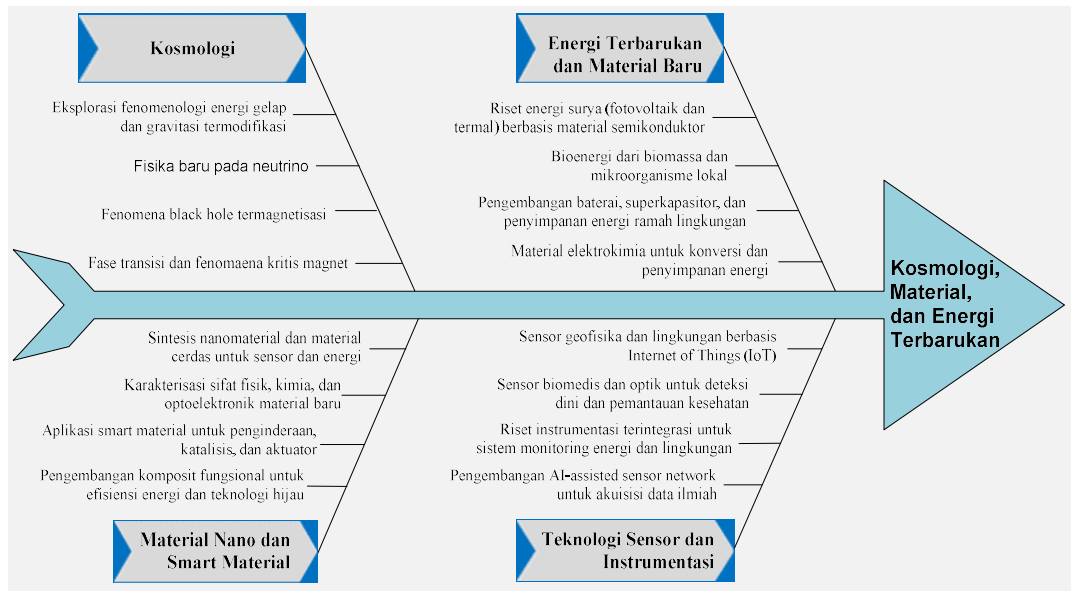 Kosmologi
Eksplorasi fenomenologi energi gelap
dan gravitasi termodifikasi
Fisika baru pada neutrino
Fenomena black hole termagnetisasi
Fase transisi dan fenomaena kritis magnet
Energi Terbarukan
dan Material Baru
Riset energi surya (fotovoltaik dan
termal) berbasis material semikonduktor
Bioenergi dari biomassa dan
mikroorganisme lokal
Pengembangan baterai, superkapasitor, dan
penyimpanan energi ramah lingkungan
Material elektrokimia untuk konversi dan
penyimpanan energi
Kosmologi,
Material,
dan Energi
Terbarukan
Sintesis nanomaterial dan material
cerdas untuk sensor dan energi
Karakterisasi sifat fisik, kimia, dan
optoelektronik material baru
Aplikasi smart material untuk penginderaan,
katalisis, dan aktuator
Pengembangan komposit fungsional untuk
efisiensi energi dan teknologi hijau
Material Nano dan
Smart Material
Sensor geofisika dan lingkungan berbasis
Internet of Things (IoT)
Sensor biomedis dan optik untuk deteksi
dini dan pemantauan kesehatan
Riset instrumentasi terintegrasi untuk
sistem monitoring energi dan lingkungan
Pengembangan AI-assisted sensor network
untuk akuisisi data ilmiah
Teknologi Sensor dan
Instrumentasi